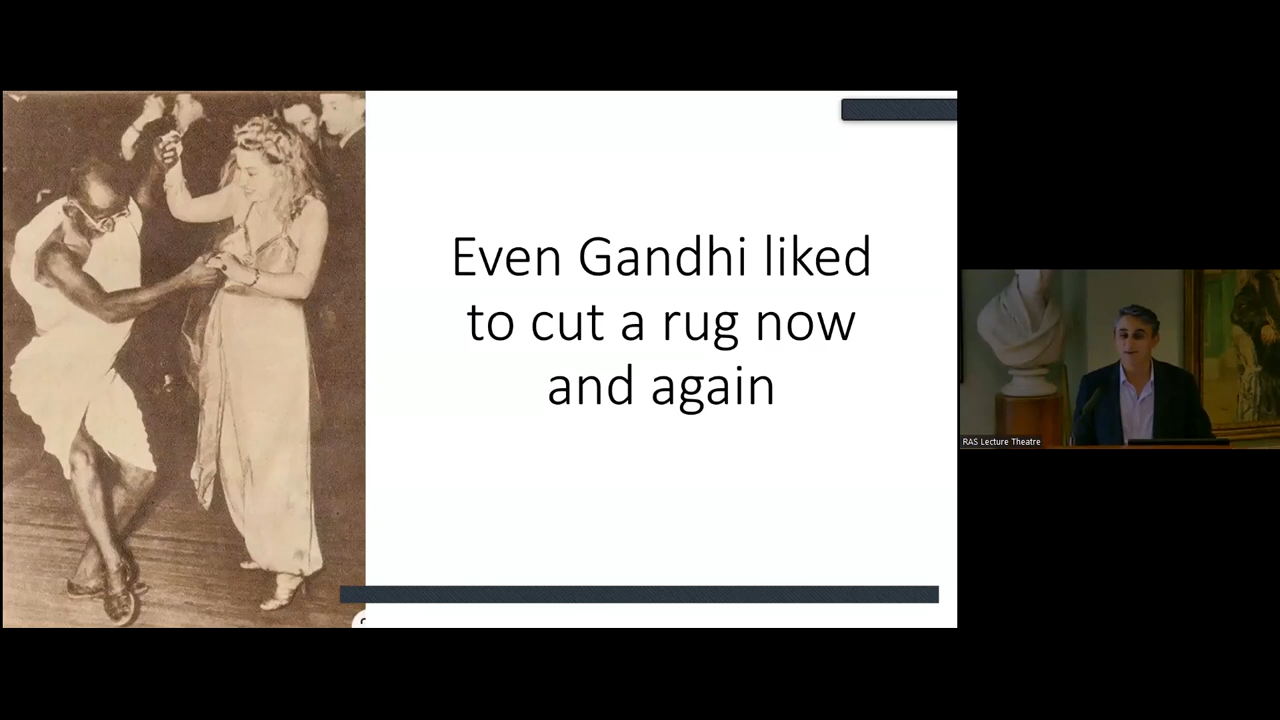 Even Gandhi liked
to cut a rug now
and again
RAS Lecture Theatre